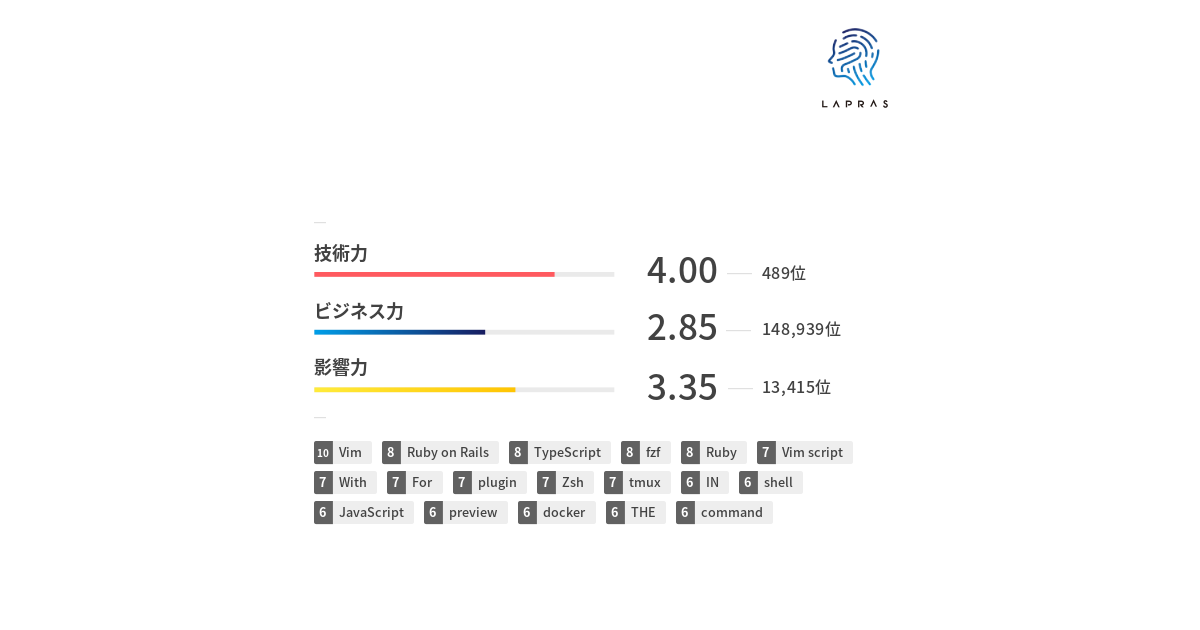 LAPRAS
技術力
4.00 489位
ビジネス力
2.85 148,939位
影響力
3.35 13,415位
10 Vim 8 Ruby on Rails 8 TypeScript 8 fzf 8 Ruby 7 Vim script
7 With 7 For 7 plugin 7 Zsh 7 tmux 6 IN 6 shell
6 JavaScript 6 preview 6 docker 6 THE 6 command